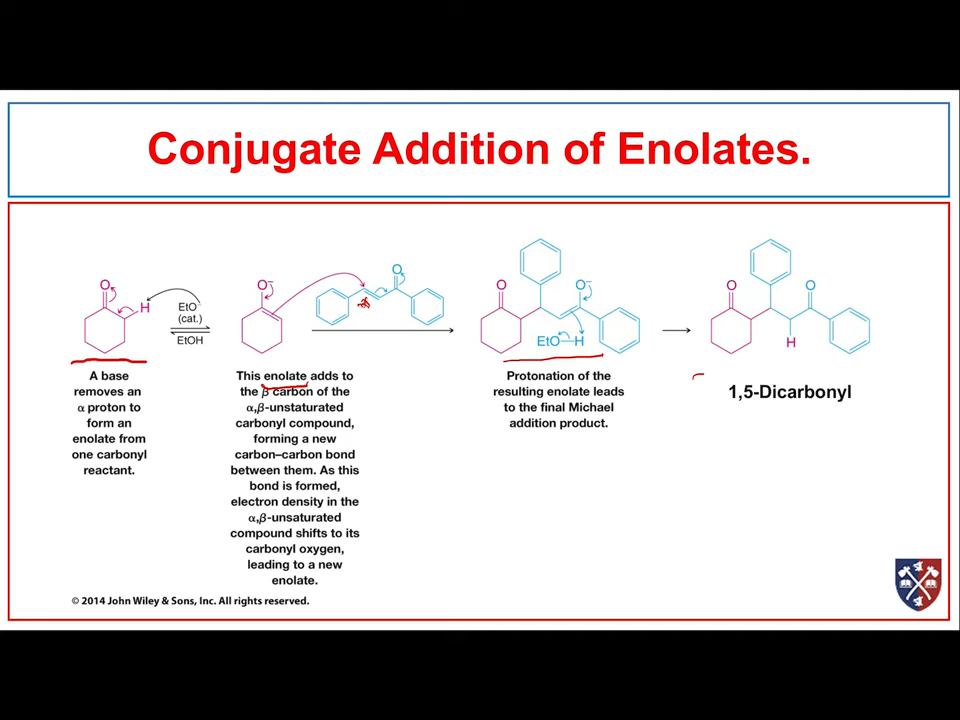 Conjugate Addition of Enolates.
O
H
EtO⁻
(cat.)
EtOH
O⁻
O
O
O⁻
EtO—H
O
O
H
A base
removes an
α proton to
form an
enolate from
one carbonyl
reactant.
This enolate adds to
the β carbon of the
α,β-unstaturated
carbonyl compound,
forming a new
carbon–carbon bond
between them. As this
bond is formed,
electron density in the
α,β-unsaturated
compound shifts to its
carbonyl oxygen,
leading to a new
enolate.
Protonation of the
resulting enolate leads
to the final Michael
addition product.
1,5-Dicarbonyl
© 2014 John Wiley & Sons, Inc. All rights reserved.